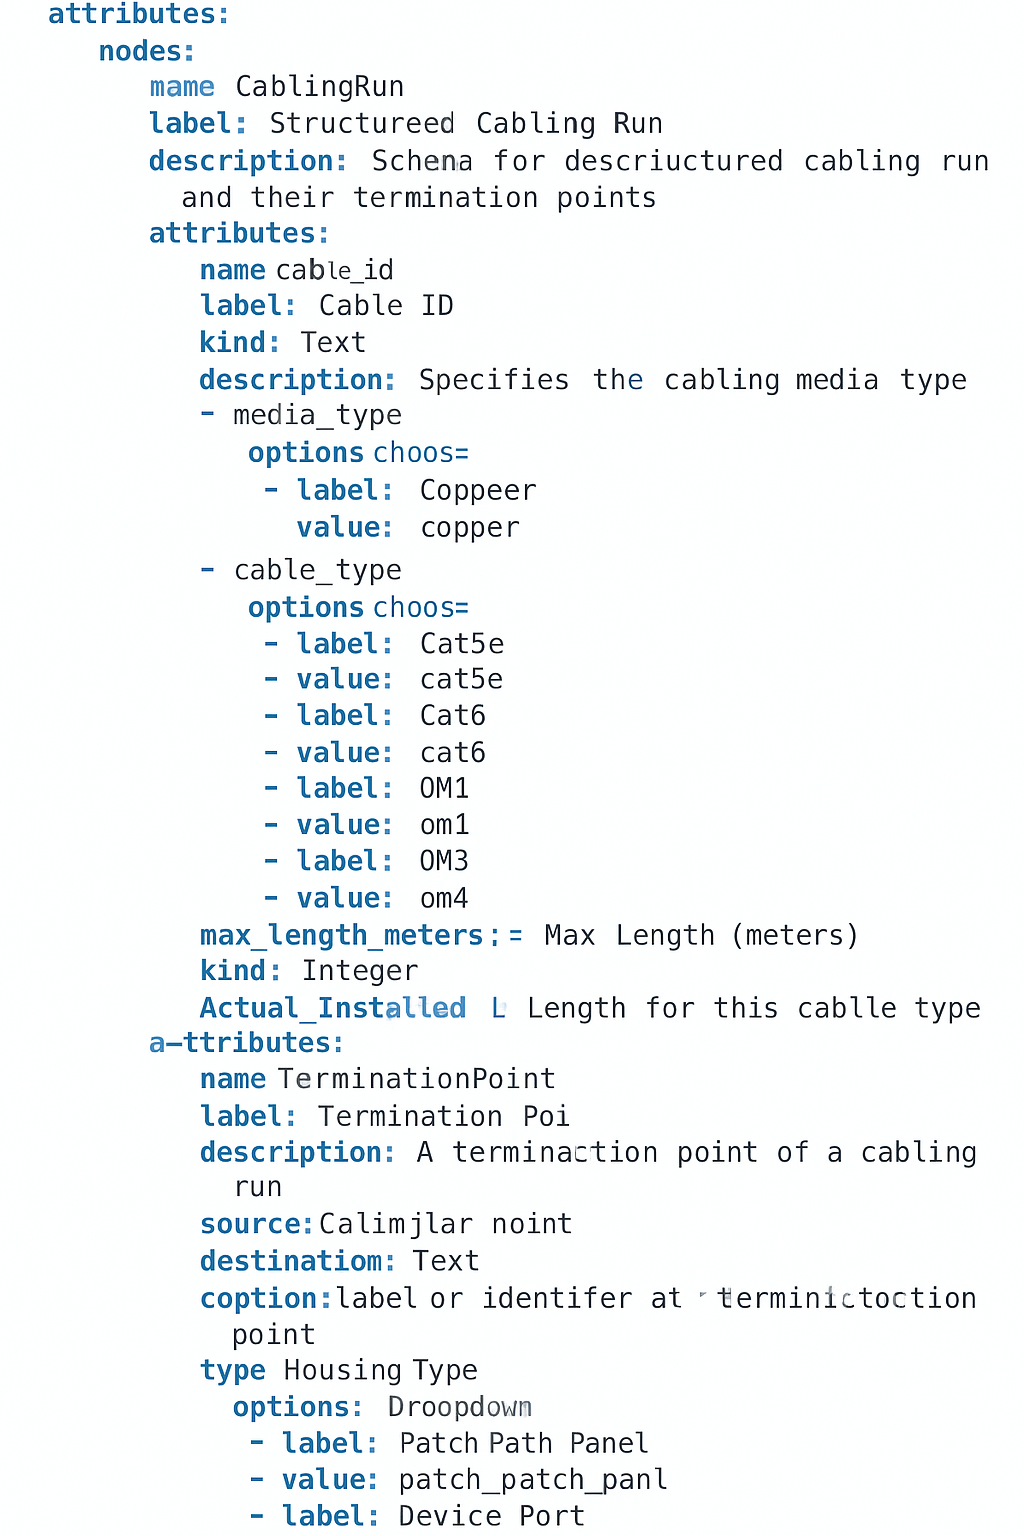 attributes:
nodes:
mame CablingRun
label: Structureed Cabling Run
description: Schena for descriuctured cabling run
and their termination points
attributes:
name cable_id
label: Cable ID
kind: Text
description: Specifies the cabling media type
- media_type
options choos=
- label: Coppeer
value: copper
- cable_type
options choos=
- label: Cat5e
- value: cat5e
- label: Cat6
- value: cat6
- label: OM1
- value: om1
- label: OM3
- value: om4
max_length_meters:= Max Length (meters)
kind: Integer
Actual_Installed L Length for this cablle type
a—ttributes:
name TerminationPoint
label: Termination Poi
description: A terminaction point of a cabling
run
source:Calimjlar noint
destinatiom: Text
coption:label or identifer at terminictoction
point
type Housing Type
options: Droopdown
- label: Patch Path Panel
- value: patch_patch_panl
- label: Device Port